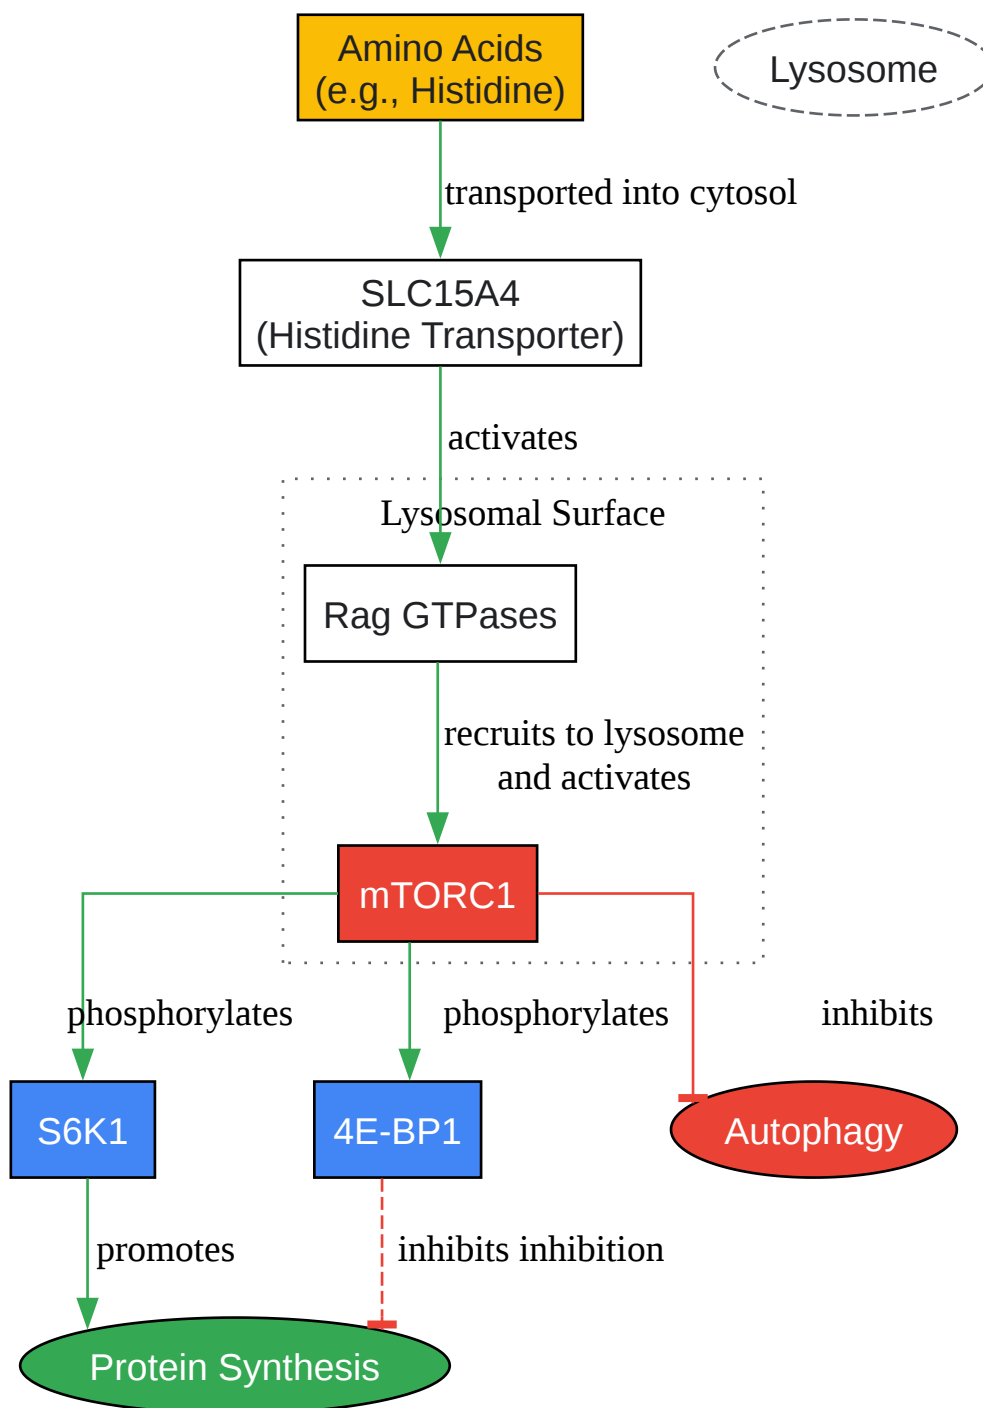 Amino Acids
(e.g., Histidine)
Lysosome
transported into cytosol
SLC15A4
(Histidine Transporter)
activates
Lysosomal Surface
Rag GTPases
recruits to lysosome
and activates
mTORC1
phosphorylates
phosphorylates
inhibits
S6K1
4E-BP1
Autophagy
promotes
inhibits inhibition
Protein Synthesis